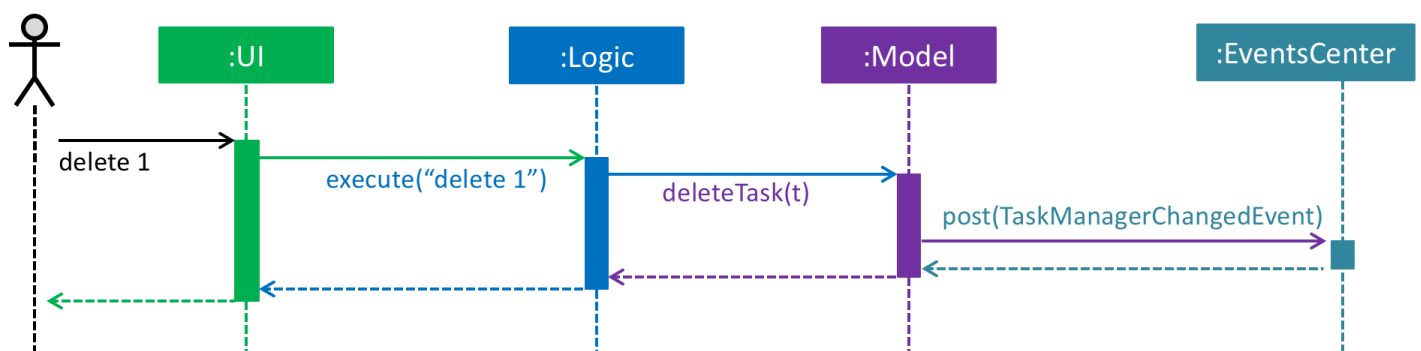 :UI
:Logic
:Model
:EventsCenter
delete 1
execute(“delete 1”)
deleteTask(t)
post(TaskManagerChangedEvent)